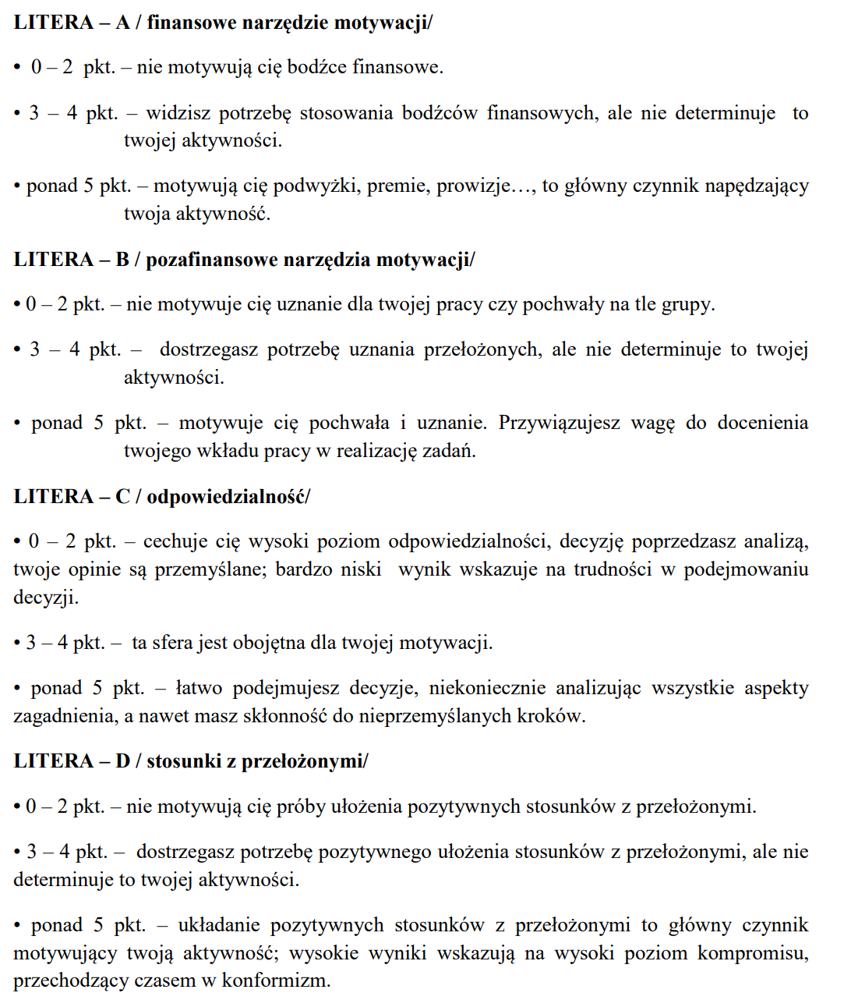 LITERA – A / finansowe narzędzie motywacji/
• 0 – 2 pkt. – nie motywują cię bodźce finansowe.
• 3 – 4 pkt. – widzisz potrzebę stosowania bodźców finansowych, ale nie determinuje to
twojej aktywności.
• ponad 5 pkt. – motywują cię podwyżki, premie, prowizje…, to główny czynnik napędzający
twoja aktywność.
LITERA – B / pozafinansowe narzędzia motywacji/
• 0 – 2 pkt. – nie motywuje cię uznanie dla twojej pracy czy pochwały na tle grupy.
• 3 – 4 pkt. – dostrzegasz potrzebę uznania przełożonych, ale nie determinuje to twojej
aktywności.
• ponad 5 pkt. – motywuje cię pochwała i uznanie. Przywiązujesz wagę do docenienia
twojego wkładu pracy w realizację zadań.
LITERA – C / odpowiedzialność/
• 0 – 2 pkt. – cechuje cię wysoki poziom odpowiedzialności, decyzję poprzedzasz analizą,
twoje opinie są przemyślane; bardzo niski wynik wskazuje na trudności w podejmowaniu
decyzji.
• 3 – 4 pkt. – ta sfera jest obojętna dla twojej motywacji.
• ponad 5 pkt. – łatwo podejmujesz decyzje, niekoniecznie analizując wszystkie aspekty
zagadnienia, a nawet masz skłonność do nieprzemyślanych kroków.
LITERA – D / stosunki z przełożonymi/
• 0 – 2 pkt. – nie motywują cię próby ułożenia pozytywnych stosunków z przełożonymi.
• 3 – 4 pkt. – dostrzegasz potrzebę pozytywnego ułożenia stosunków z przełożonymi, ale nie
determinuje to twojej aktywności.
• ponad 5 pkt. – układanie pozytywnych stosunków z przełożonymi to główny czynnik
motywujący twoją aktywność; wysokie wyniki wskazują na wysoki poziom kompromisu,
przechodzący czasem w konformizm.